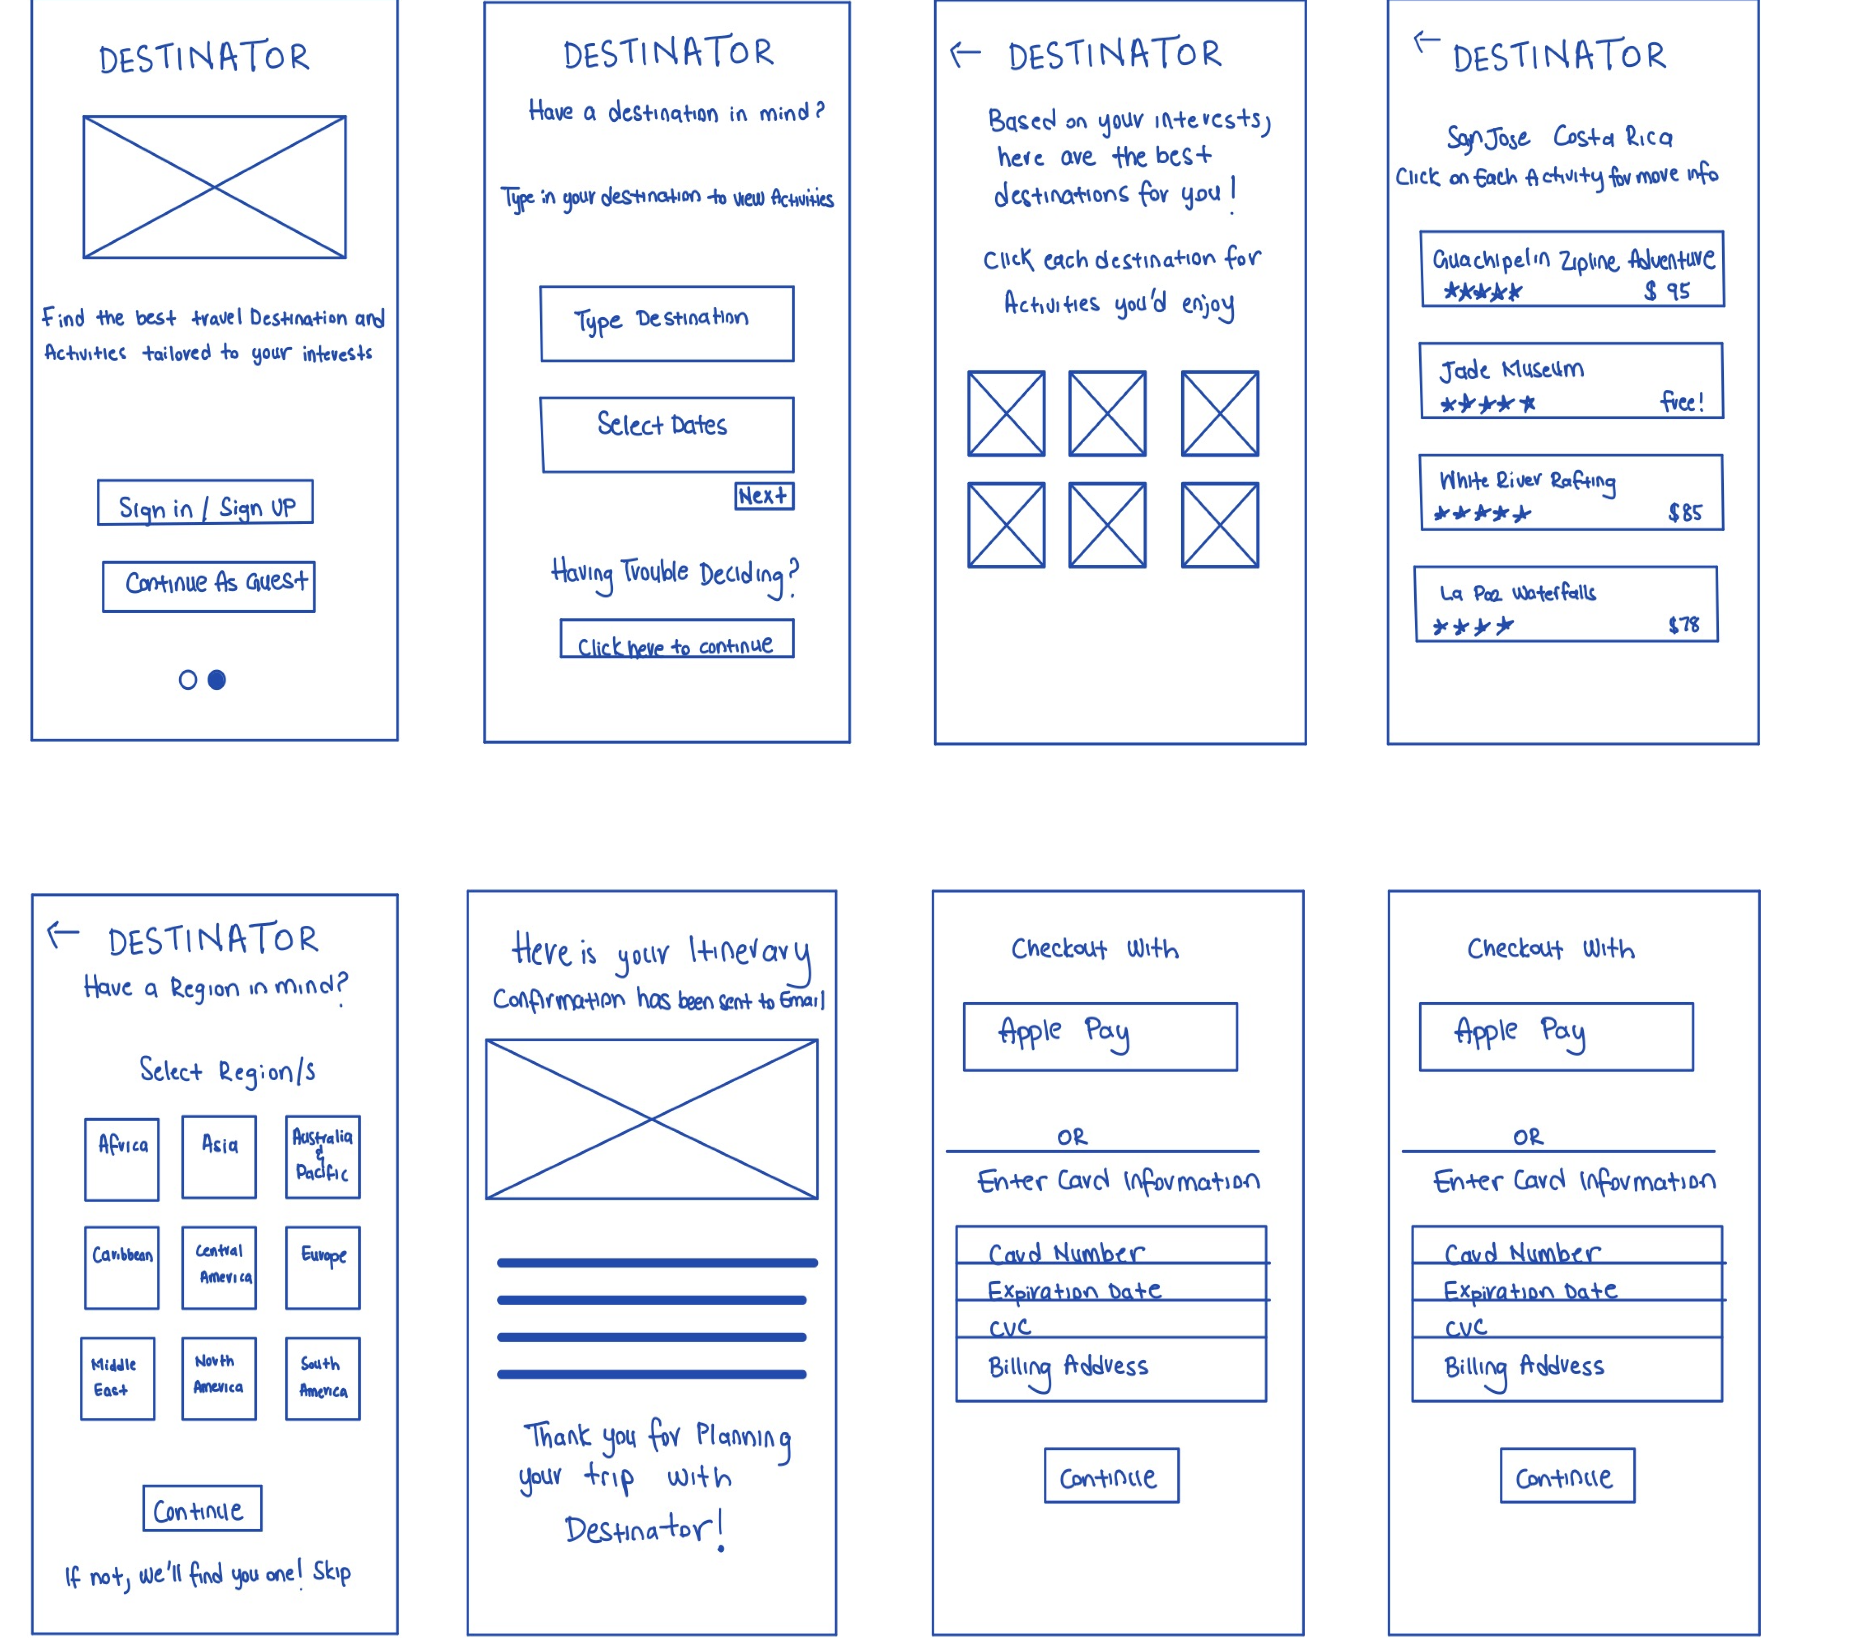 DESTINATOR
Find the best travel Destination and
Activities tailored to your interests
Sign in / Sign UP
Continue As Guest
DESTINATOR
Have a destination in mind?
Type in your destination to view Activities
Type Destination
Select Dates
Next
Having Trouble Deciding?
Click here to continue
← DESTINATOR
Based on your interests,
here are the best
destinations for you!
Click each destination for
Activities you'd enjoy
← DESTINATOR
San Jose Costa Rica
Click on Each Activity for more info
Guachipelin Zipline Adventure
★★★★★ $ 95
Jade Museum
★★★★★ free!
White River Rafting
★★★★★ $85
La Paz Waterfalls
★★★★ $78
← DESTINATOR
Have a Region in mind?
Select Region/s
Africa
Asia
Australia
&
Pacific
Caribbean
Central
America
Europe
Middle
East
North
America
South
America
Continue
If not, we'll find you one! Skip
Here is your Itinerary
Confirmation has been sent to Email
Thank you for Planning
your trip with
Destinator!
Checkout With
Apple Pay
OR
Enter Card Information
Card Number
Expiration Date
CVC
Billing Address
Continue
Checkout With
Apple Pay
OR
Enter Card Information
Card Number
Expiration Date
CVC
Billing Address
Continue